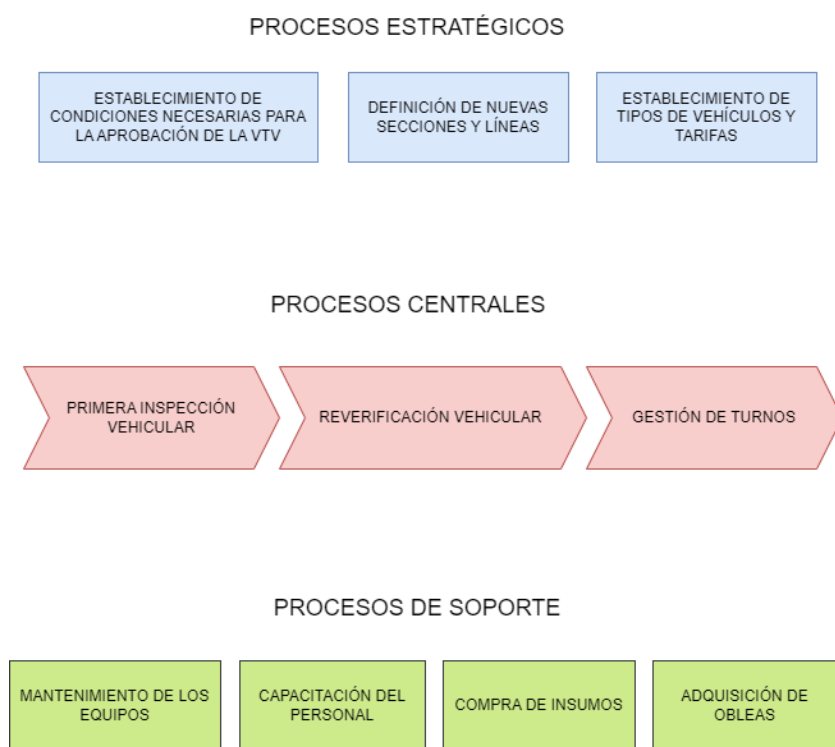 PROCESOS ESTRATÉGICOS
ESTABLECIMIENTO DE
CONDICIONES NECESARIAS PARA
LA APROBACIÓN DE LA VTV
DEFINICIÓN DE NUEVAS
SECCIONES Y LÍNEAS
ESTABLECIMIENTO DE
TIPOS DE VEHÍCULOS Y
TARIFAS
PROCESOS CENTRALES
PRIMERA INSPECCIÓN
VEHICULAR
REVERIFICACIÓN VEHICULAR
GESTIÓN DE TURNOS
PROCESOS DE SOPORTE
MANTENIMIENTO DE LOS
EQUIPOS
CAPACITACIÓN DEL
PERSONAL
COMPRA DE INSUMOS
ADQUISICIÓN DE
OBLEAS